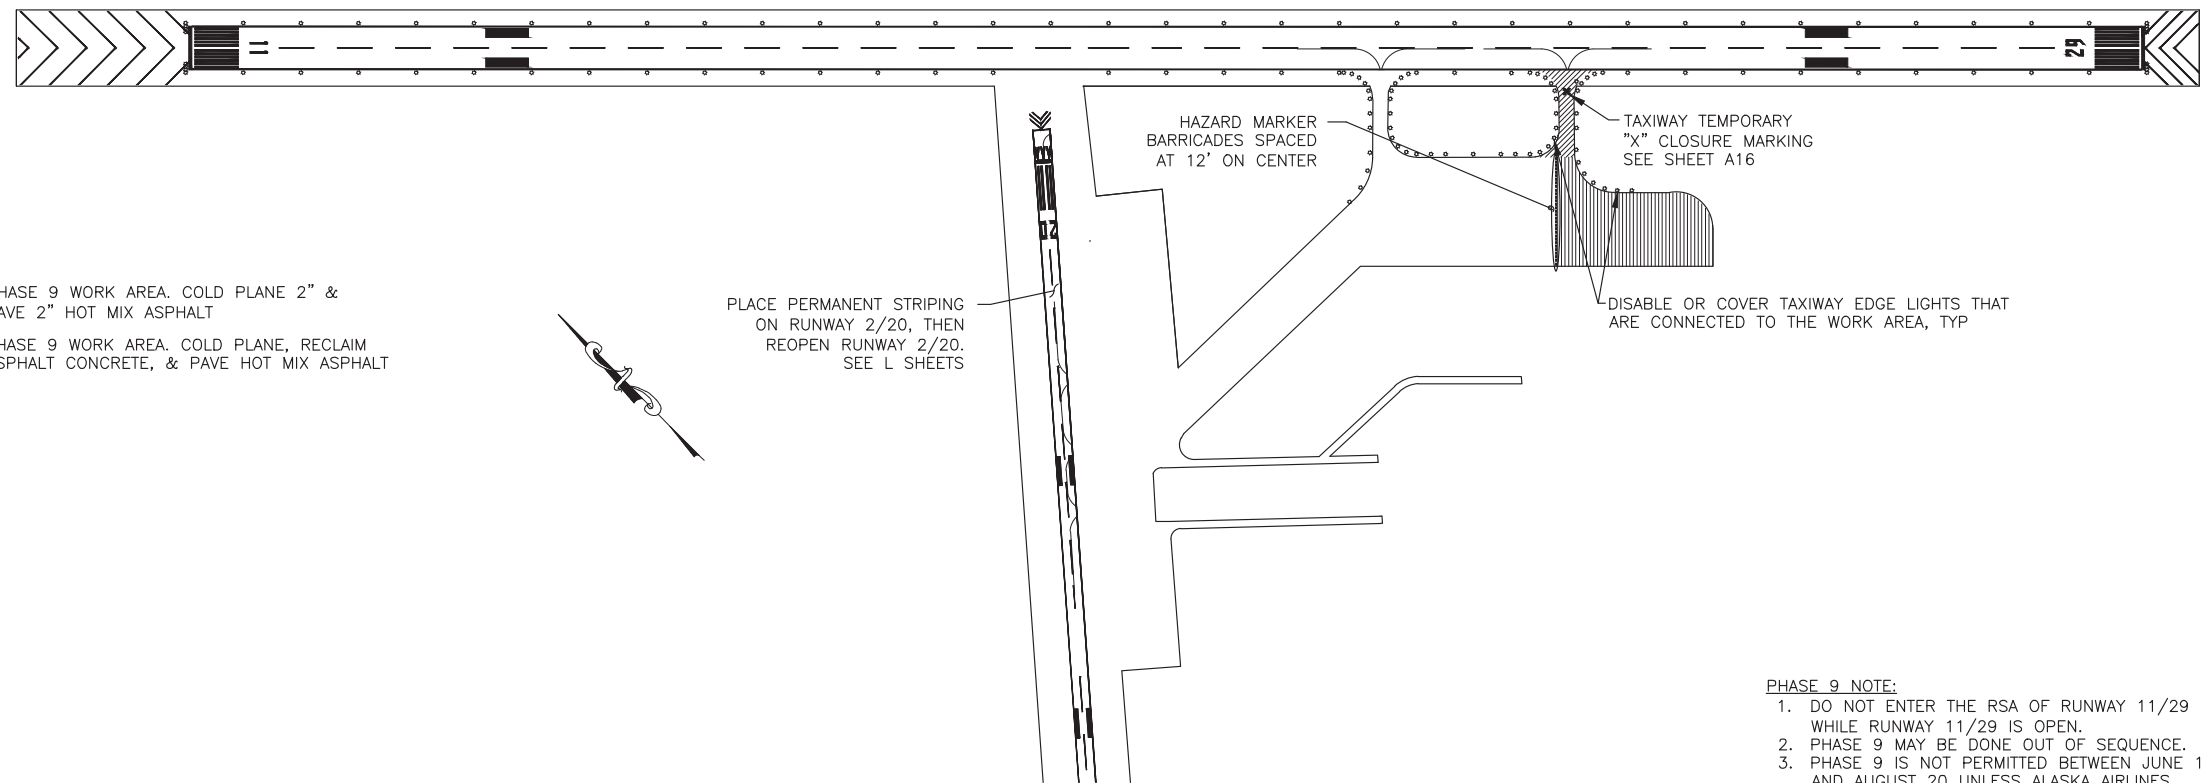 11
29
HAZARD MARKER
BARRICADES SPACED
AT 12' ON CENTER
TAXIWAY TEMPORARY
"X" CLOSURE MARKING
SEE SHEET A16
HASE 9 WORK AREA. COLD PLANE 2" &
AVE 2" HOT MIX ASPHALT
HASE 9 WORK AREA. COLD PLANE, RECLAIM
SPHALT CONCRETE, & PAVE HOT MIX ASPHALT
PLACE PERMANENT STRIPING
ON RUNWAY 2/20, THEN
REOPEN RUNWAY 2/20.
SEE L SHEETS
DISABLE OR COVER TAXIWAY EDGE LIGHTS THAT
ARE CONNECTED TO THE WORK AREA, TYP
PHASE 9 NOTE:
1. DO NOT ENTER THE RSA OF RUNWAY 11/29
WHILE RUNWAY 11/29 IS OPEN.
2. PHASE 9 MAY BE DONE OUT OF SEQUENCE.
3. PHASE 9 IS NOT PERMITTED BETWEEN JUNE 1
AND AUGUST 20 UNLESS ALASKA AIRLINES